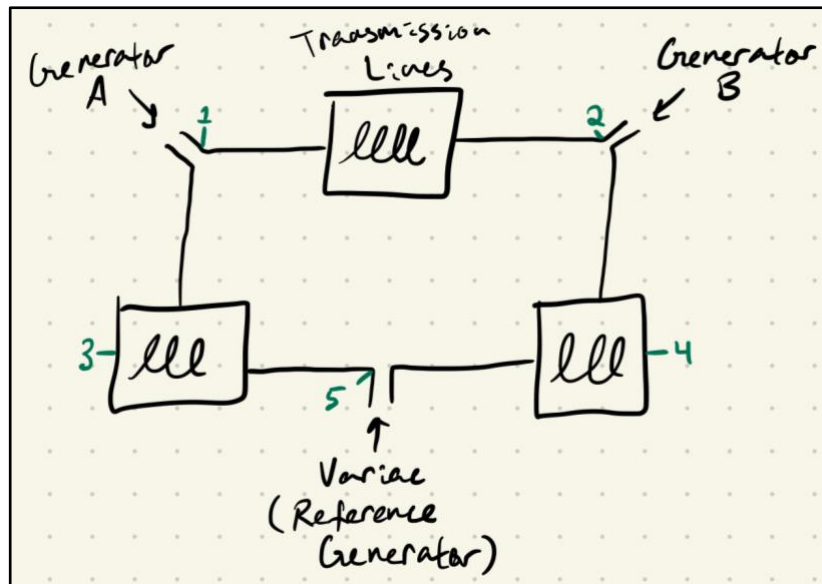 Transmission
Lines
Generator
A
Generator
B
1
2
3
4
5
Variac
(Reference
Generator)